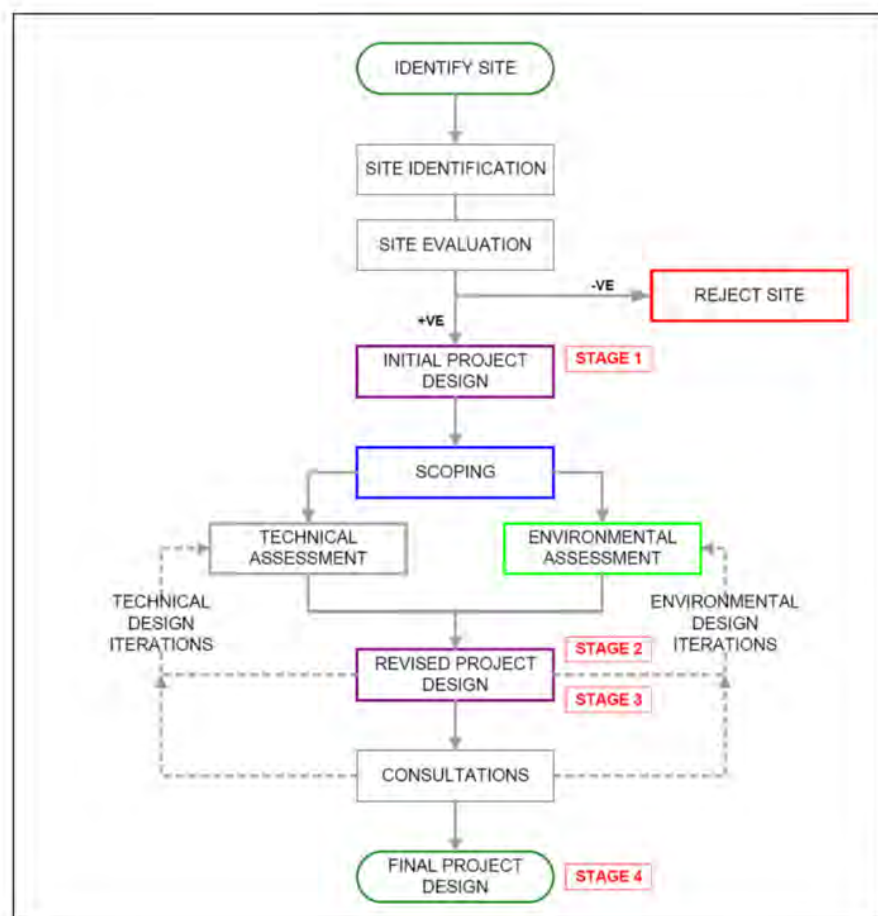 IDENTIFY SITE
SITE IDENTIFICATION
SITE EVALUATION
-VE
REJECT SITE
+VE
INITIAL PROJECT
DESIGN
STAGE 1
SCOPING
TECHNICAL
ASSESSMENT
ENVIRONMENTAL
ASSESSMENT
TECHNICAL
DESIGN
ITERATIONS
ENVIRONMENTAL
DESIGN
ITERATIONS
REVISED PROJECT
DESIGN
STAGE 2
STAGE 3
CONSULTATIONS
FINAL PROJECT
DESIGN
STAGE 4